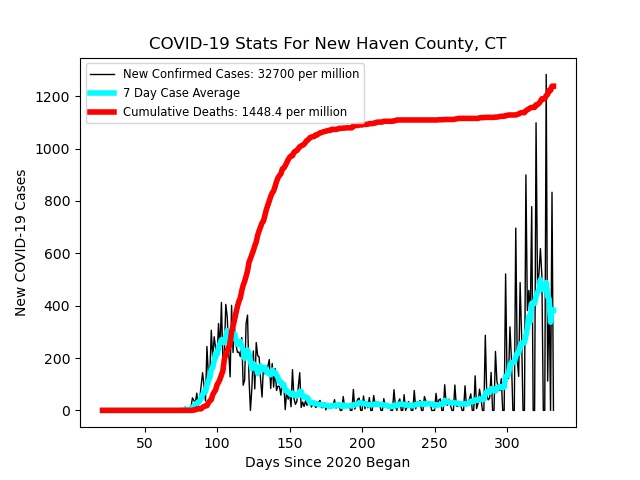 COVID-19 Stats For New Haven County, CT
New Confirmed Cases: 32700 per million
7 Day Case Average
Cumulative Deaths: 1448.4 per million
New COVID-19 Cases
1200
1000
800
600
400
200
0
50
100
150
200
250
300
Days Since 2020 Began